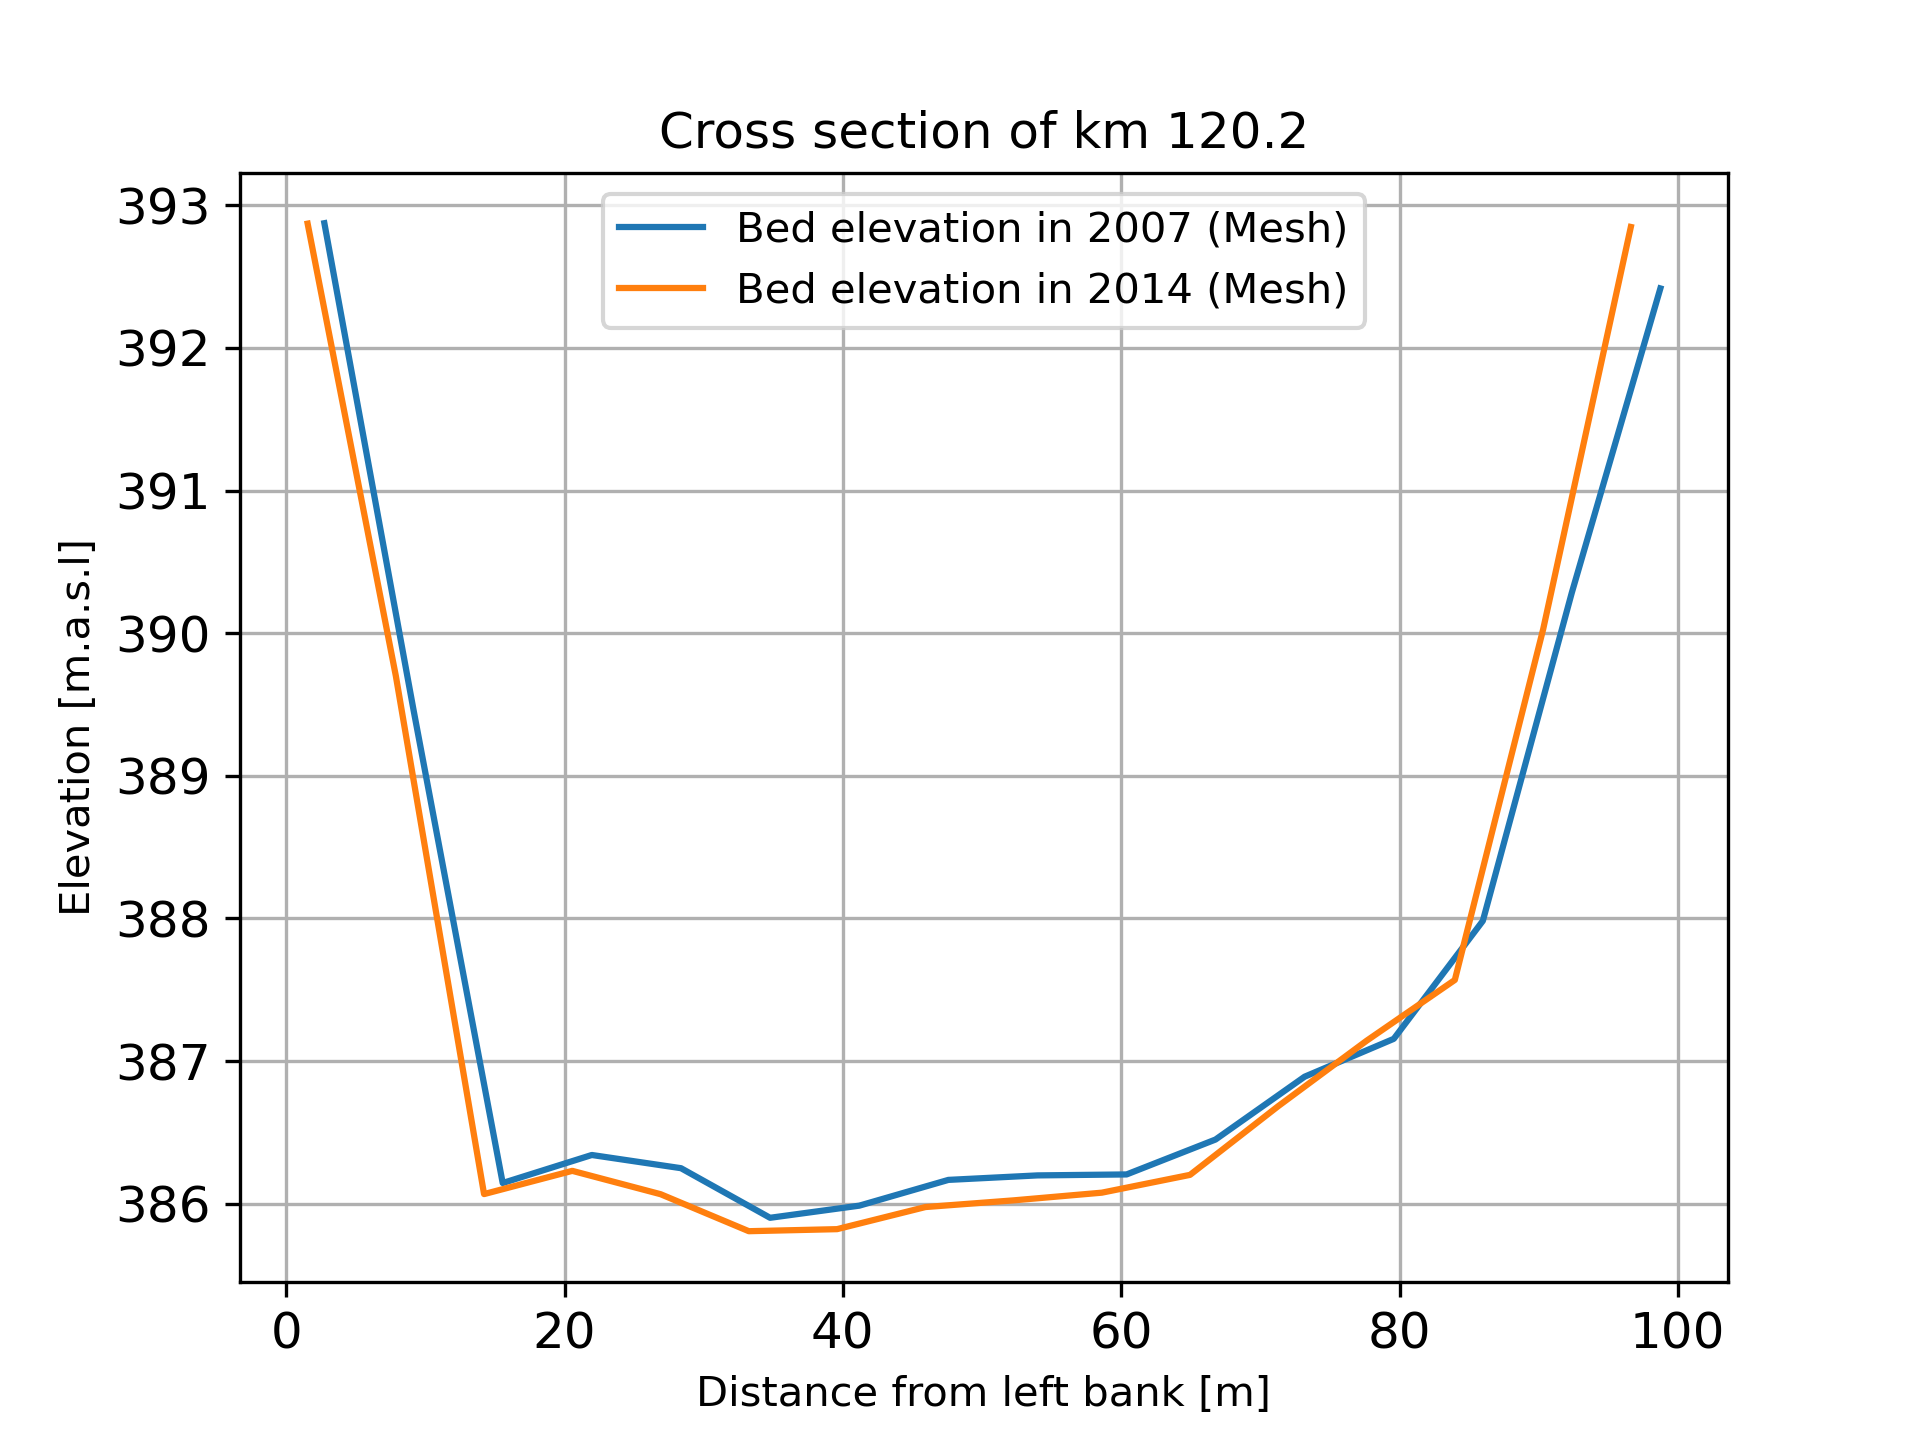 Cross section of km 120.2
Bed elevation in 2007 (Mesh)
Bed elevation in 2014 (Mesh)
393
392
391
390
389
388
387
386
Elevation [m.a.s.l]
0 20 40 60 80 100
Distance from left bank [m]